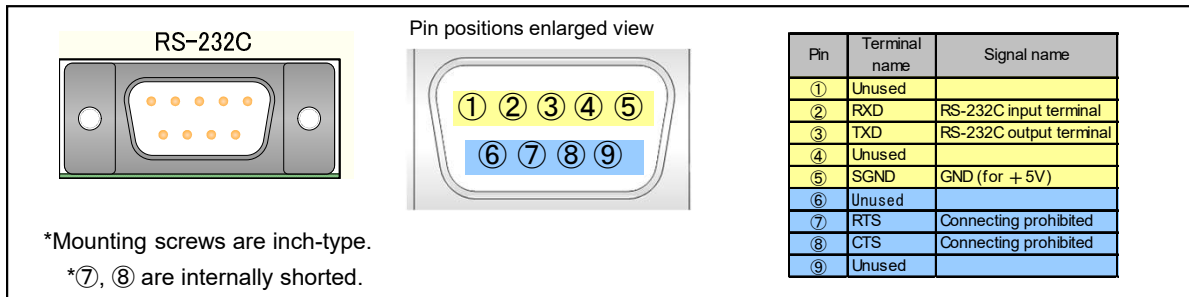 RS-232C
Pin positions enlarged view
① ② ③ ④ ⑤
⑥ ⑦ ⑧ ⑨
*Mounting screws are inch-type.
*⑦, ⑧ are internally shorted.
Pin Terminal name Signal name
① Unused
② RXD RS-232C input terminal
③ TXD RS-232C output terminal
④ Unused
⑤ SGND GND (for +5V)
⑥ Unused
⑦ RTS Connecting prohibited
⑧ CTS Connecting prohibited
⑨ Unused